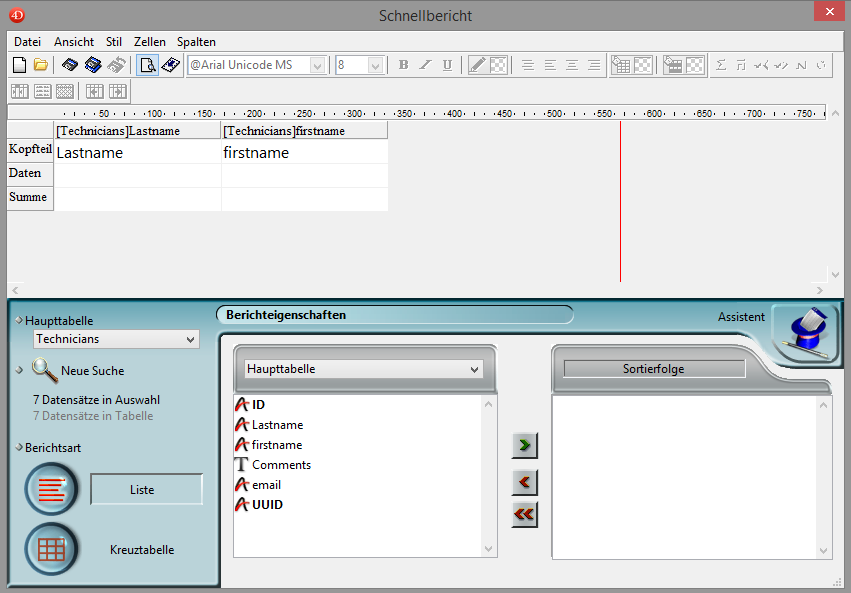 4D
Schnellbericht
Datei Ansicht Stil Zellen Spalten
@Arial Unicode MS 8 B I U
50 100 150 200 250 300 350 400 450 500 550 600 650 700 750
[Technicians]Lastname [Technicians]firstname
Kopfteil Lastname firstname
Daten
Summe
Haupttabelle
Technicians
Neue Suche
7 Datensätze in Auswahl
7 Datensätze in Tabelle
Berichtsart
Liste
Kreuztabelle
Berichteigenschaften
Assistent
Haupttabelle
ID
Lastname
firstname
T Comments
email
UUID
Sortierfolge